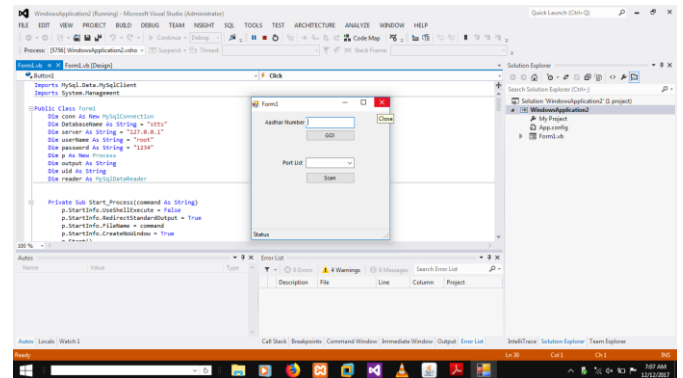 WindowsApplication2 (Running) - Microsoft Visual Studio (Administrator)
Quick Launch (Ctrl+Q)
FILE EDIT VIEW PROJECT BUILD DEBUG TEAM INSIGHT SQL TOOLS TEST ARCHITECTURE ANALYZE WINDOW HELP
Continue Debug Code Map
Process: [5756] WindowsApplication2.vsho Suspend Thread: Stack Frame:
Form1.vb Form1.vb [Design]
Button1
Click
Imports MySql.Data.MySqlClient
Imports System.Management
Public Class Form1
Dim conn As New MySqlConnection
Dim DatabaseName As String = "stts"
Dim server As String = "127.0.0.1"
Dim userName As String = "root"
Dim password As String = "1234"
Dim p As New Process
Dim output As String
Dim uid As String
Dim reader As MySqlDataReader
Private Sub Start_Process(command As String)
p.StartInfo.UseShellExecute = False
p.StartInfo.RedirectStandardOutput = True
p.StartInfo.FileName = command
p.StartInfo.CreateNoWindow = True
p.Start()
100 %
Form1
Close
Aadhar Number
GO!
Port List
Scan
Status
Solution Explorer
Search Solution Explorer (Ctrl+;)
Solution 'WindowsApplication2' (1 project)
WindowsApplication2
My Project
App.config
Form1.vb
Autos
Name Value Type
Autos Locals Watch 1
Error List
0 Errors 4 Warnings 0 Messages Search Error List
Description File Line Column Project
Call Stack Breakpoints Command Window Immediate Window Output Error List
IntelliTrace Solution Explorer Team Explorer
Ready
Ln 30 Col 1 Ch 1 INS
7:07 AM
12/12/2017